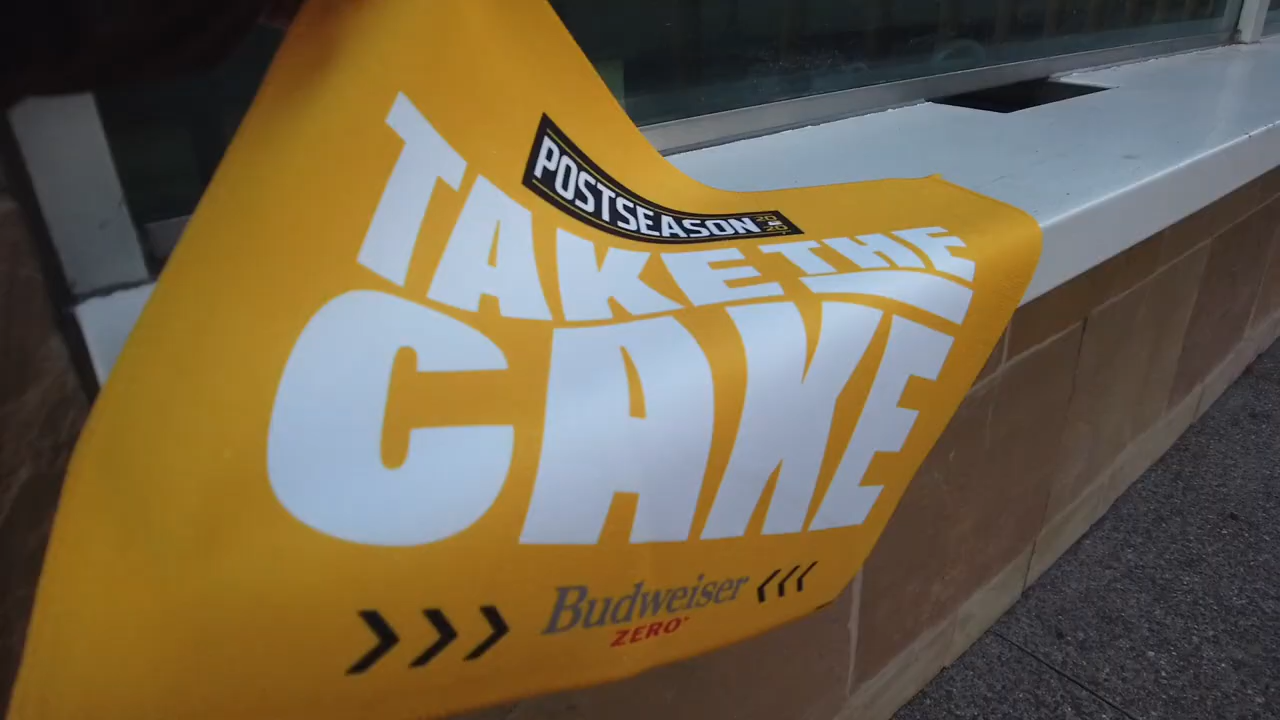 POSTSEASON
TAKE THE
CAKE
>>> Budweiser <<<
ZERO